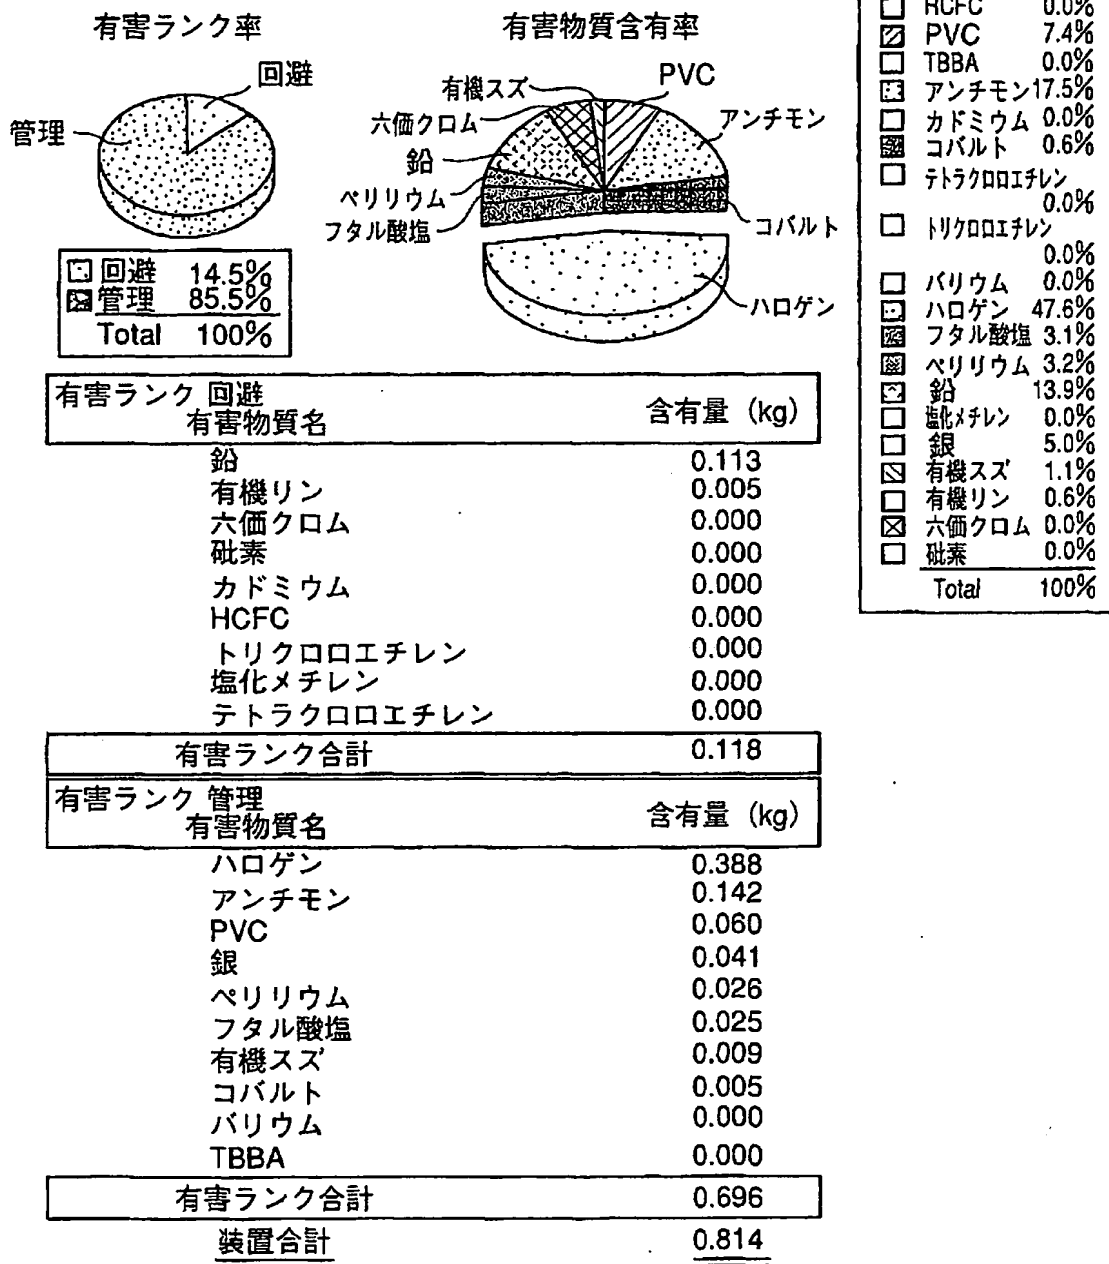 有害ランク率
回避
管理
回避 14.5%
管理 85.5%
Total 100%
有害物質含有率
有機スズ
PVC
六価クロム
アンチモン
鉛
ベリリウム
フタル酸塩
コバルト
ハロゲン
HCFC 0.0%
PVC 7.4%
TBBA 0.0%
アンチモン 17.5%
カドミウム 0.0%
コバルト 0.6%
テトラクロロエチレン
0.0%
トリクロロエチレン
0.0%
バリウム 0.0%
ハロゲン 47.6%
フタル酸塩 3.1%
ベリリウム 3.2%
鉛 13.9%
塩化メチレン 0.0%
銀 5.0%
有機スズ 1.1%
有機リン 0.6%
六価クロム 0.0%
砒素 0.0%
Total 100%
有害ランク 回避
有害物質名 含有量 (kg)
鉛 0.113
有機リン 0.005
六価クロム 0.000
砒素 0.000
カドミウム 0.000
HCFC 0.000
トリクロロエチレン 0.000
塩化メチレン 0.000
テトラクロロエチレン 0.000
有害ランク合計 0.118
有害ランク 管理
有害物質名 含有量 (kg)
ハロゲン 0.388
アンチモン 0.142
PVC 0.060
銀 0.041
ベリリウム 0.026
フタル酸塩 0.025
有機スズ 0.009
コバルト 0.005
バリウム 0.000
TBBA 0.000
有害ランク合計 0.696
装置合計 0.814